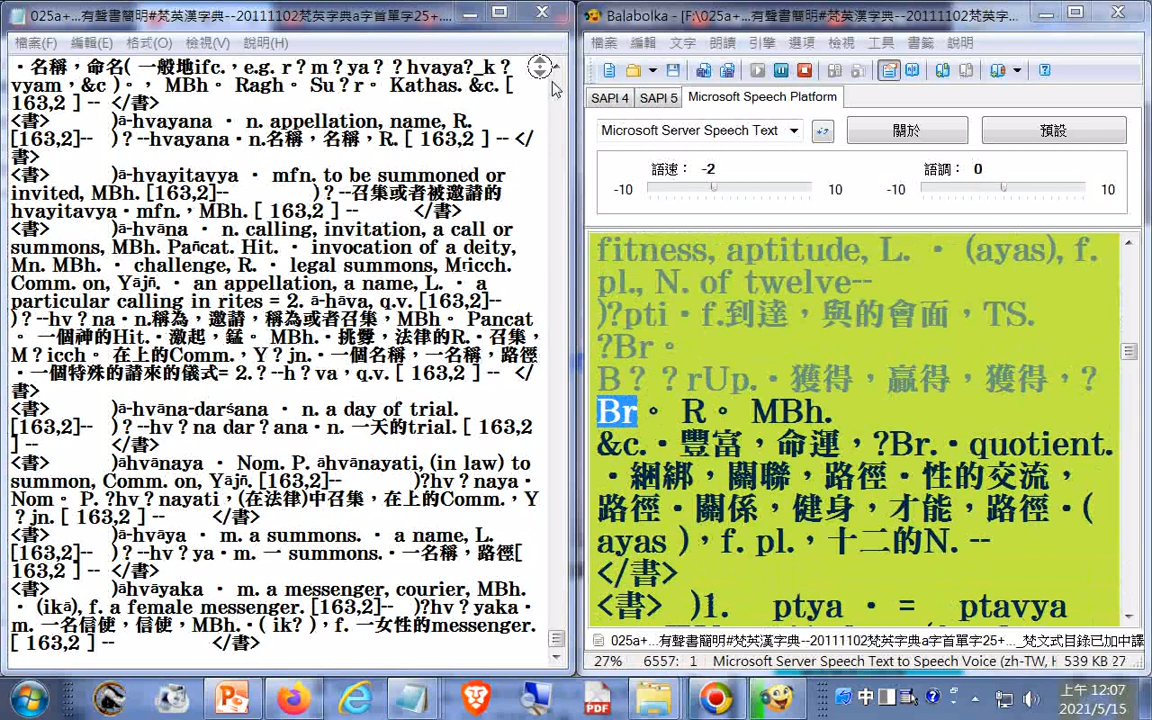 025a+...有聲書簡明#梵英漢字典--20111102梵英字典a字首單字25+...
檔案(F) 編輯(E) 格式(O) 檢視(V) 說明(H)
・名稱，命名( 一般地ifc.，e.g. r？m？ya？？hvaya?_k？
vyam，&c )。， MBh。 Ragh。 Su？r。 Kathas. &c. [
163,2] -- </書>
<書> )ā-hvayana ・ n. appellation, name, R.
[163,2]-- )？--hvayana・n.名稱，名稱，R. [ 163,2 ] -- </
書>
<書> )ā-hvayitavya ・ mfn. to be summoned or
invited, MBh. [163,2]-- )？--召集或者被邀請的
hvayitavya・mfn.，MBh. [ 163,2 ] -- </書>
<書> )ā-hvāna ・ n. calling, invitation, a call or
summons, MBh. Pañcat. Hit. ・ invocation of a deity,
Mn. MBh. ・ challenge, R. ・ legal summons, Mṛicch.
Comm. on, Yājñ. ・ an appellation, a name, L. ・ a
particular calling in rites = 2. ā-hāva, q.v. [163,2]--
)？--hv？na・n.稱為，邀請，稱為或者召集，MBh。 Pancat
。 一個神的Hit.・激起，錳。 MBh.・挑釁，法律的R.・召集，
M？icch。 在上的Comm.，Y？jn.・一個名稱，一名稱，路徑
・一個特殊的請來的儀式= 2.？--h？va，q.v. [ 163,2 ] -- </
書>
<書> )ā-hvāna-darśana ・ n. a day of trial.
[163,2]-- )？--hv？na dar？ana・n. 一天的trial. [ 163,2
] -- </書>
<書> )āhvānaya ・ Nom. P. āhvānayati, (in law) to
summon, Comm. on, Yājñ. [163,2]-- )?hv？naya・
Nom。 P. ?hv？nayati，(在法律)中召集，在上的Comm.，Y
？jn. [ 163,2 ] -- </書>
<書> )ā-hvāya ・ m. a summons. ・ a name, L.
[163,2]-- )？--hv？ya・m. 一 summons.・一名稱，路徑[
163,2 ] -- </書>
<書> )āhvāyaka ・ m. a messenger, courier, MBh.
・ (ikā), f. a female messenger. [163,2]-- )?hv？yaka・
m. 一名信使，信使，MBh.・( ik? )，f. 一女性的messenger.
[ 163,2 ] -- </書>
Balabolka - [F:\025a+...有聲書簡明#梵英漢字典--20111102梵英字...
檔案 編輯 文字 朗讀 引擎 選項 檢視 工具 書籤 說明
SAPI 4 SAPI 5 Microsoft Speech Platform
Microsoft Server Speech Text 關於 預設
語速： -2 語調： 0
-10 10 -10 10
fitness, aptitude, L. ・ (ayas), f.
pl., N. of twelve--
)?pti・f.到達，與的會面，TS.
?Br。
B？？rUp.・獲得，贏得，獲得，？
Br。 R。 MBh.
&c.・豐富，命運，?Br.・quotient.
・綑綁，關聯，路徑・性的交流，
路徑・關係，健身，才能，路徑・(
ayas )，f. pl.，十二的N. --
</書>
<書> )1. ptya ・ = ptavya
025a+...有聲書簡明#梵英漢字典--20111102梵英字典a字首單字25+..._梵文式目錄已加中譯
27% 6557: 1 Microsoft Server Speech Text to Speech Voice (zh-TW, H 539 KB 27
中
上午 12:07
2021/5/15